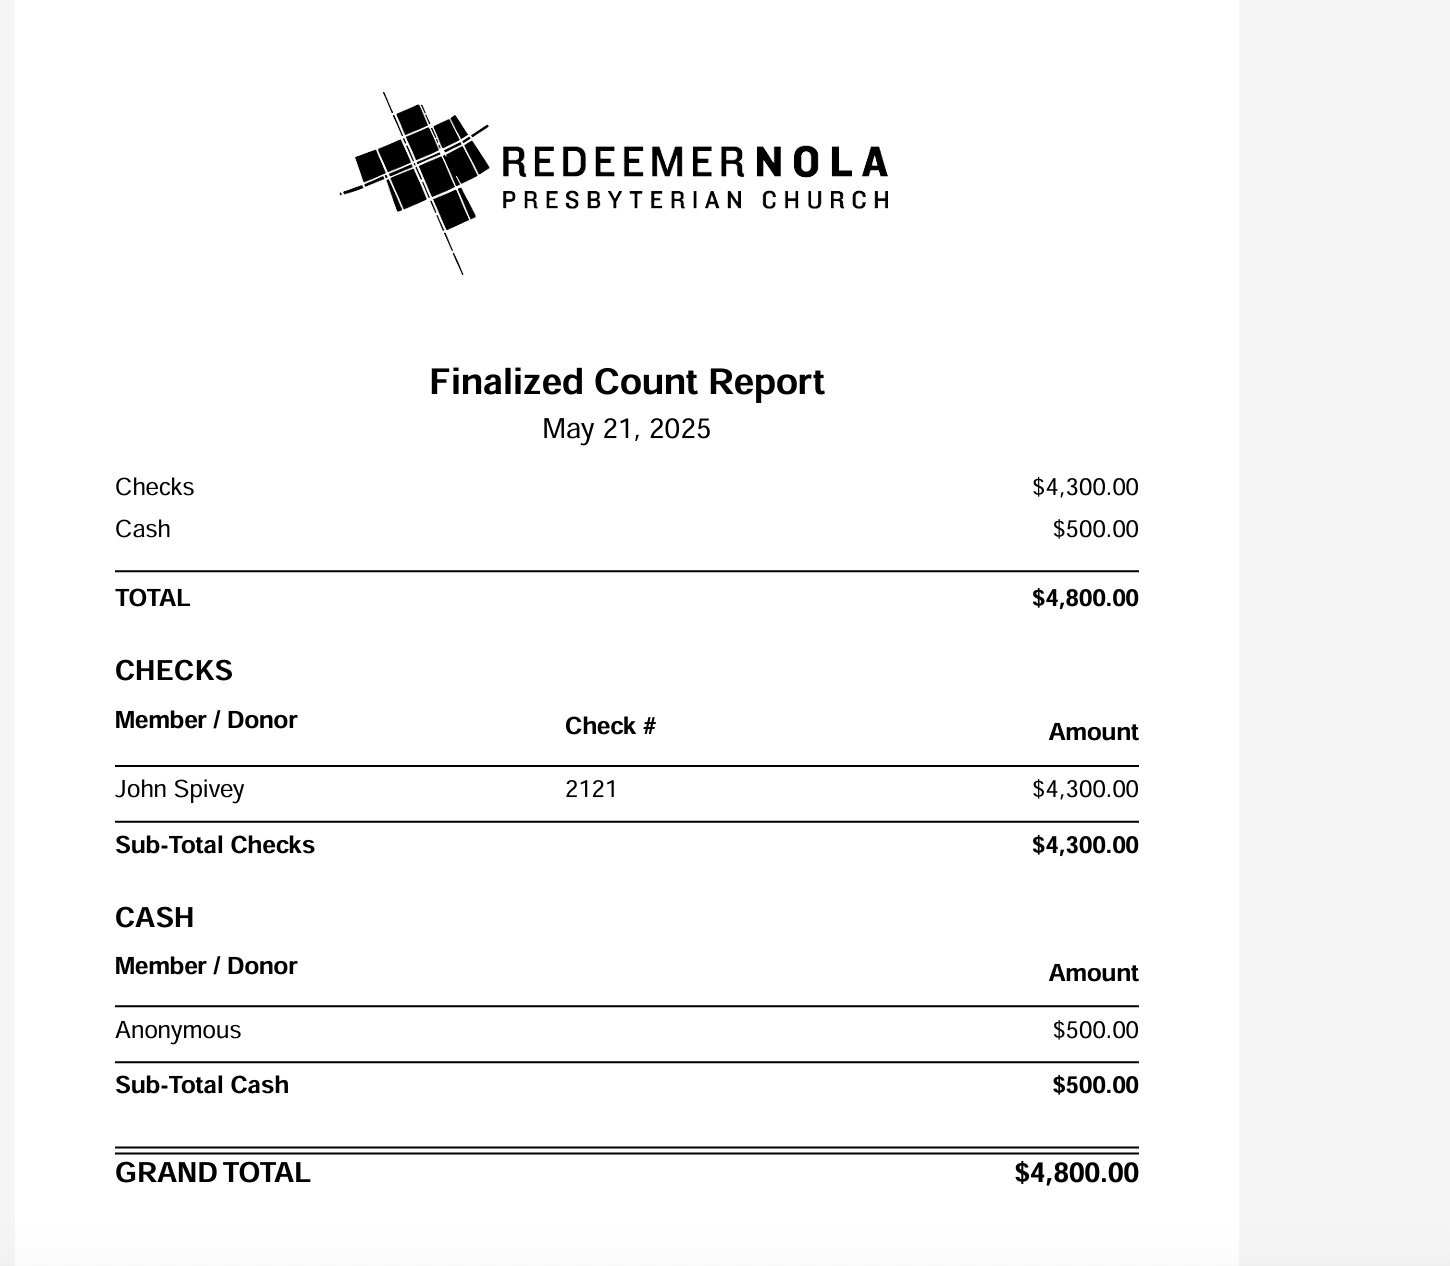 REDEEMERNOLA
PRESBYTERIAN CHURCH
Finalized Count Report
May 21, 2025
Checks $4,300.00
Cash $500.00
TOTAL $4,800.00
CHECKS
Member / Donor Check # Amount
John Spivey 2121 $4,300.00
Sub-Total Checks $4,300.00
CASH
Member / Donor Amount
Anonymous $500.00
Sub-Total Cash $500.00
GRAND TOTAL $4,800.00